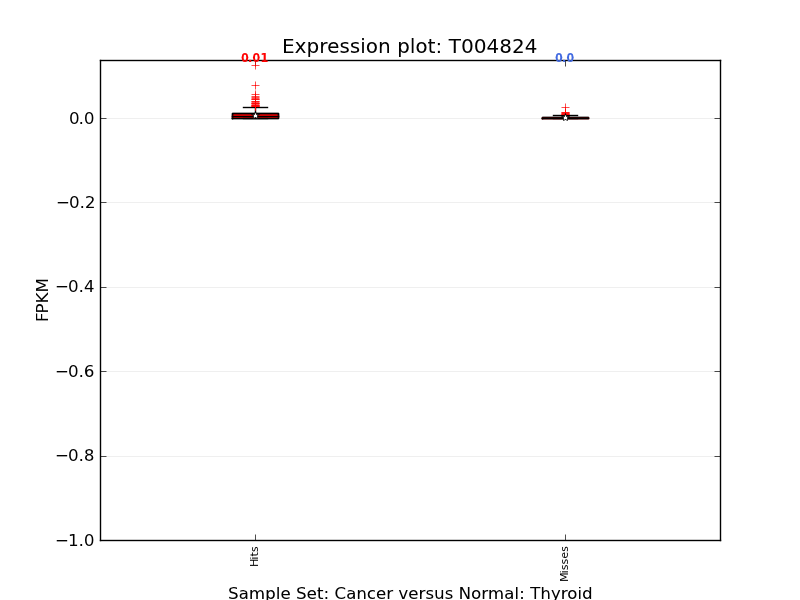 Expression plot: T004824
0.01
0.0
0.0
−0.2
−0.4
−0.6
−0.8
−1.0
FPKM
Hits
Misses
Sample Set: Cancer versus Normal: Thyroid